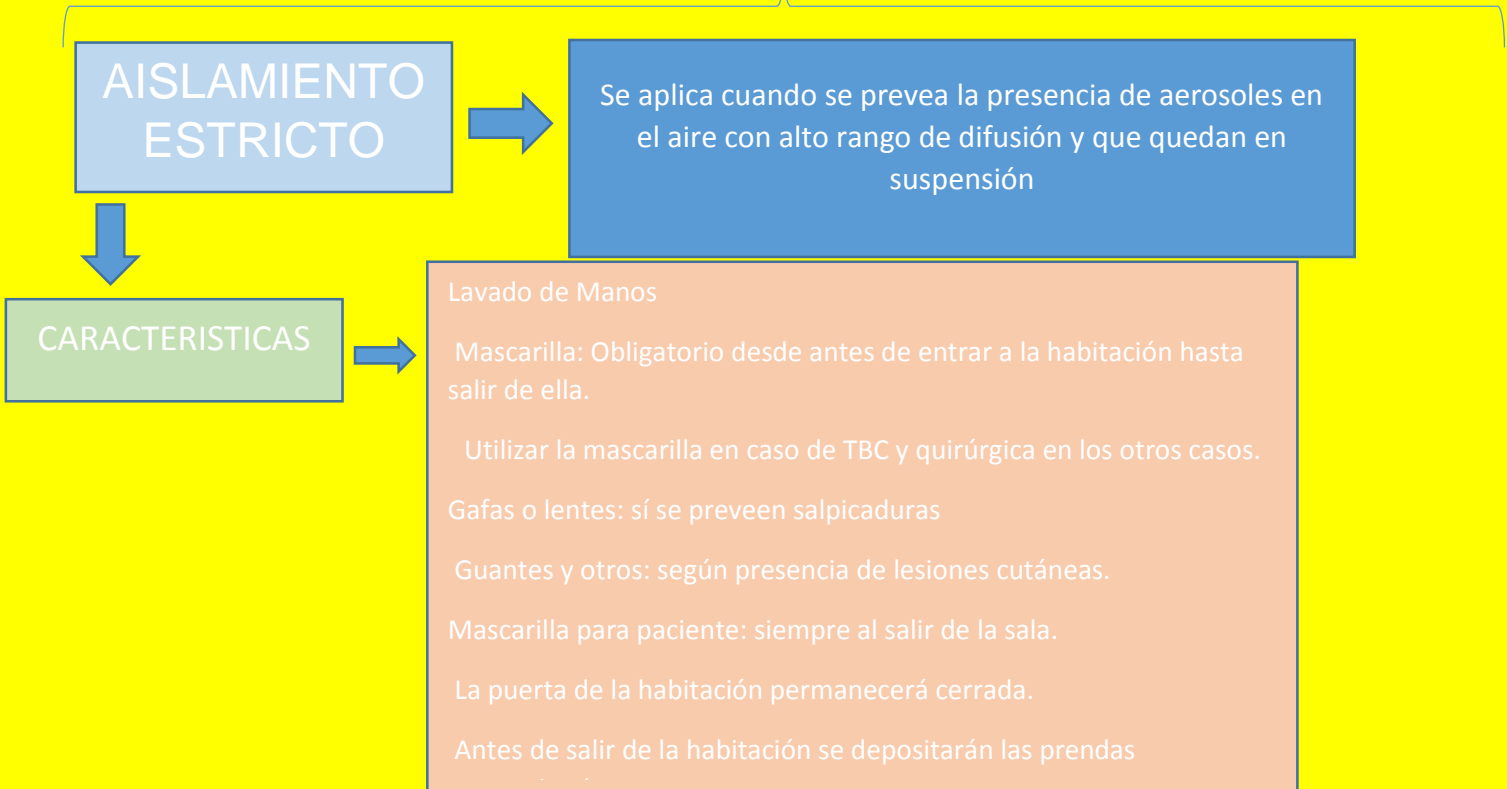 AISLAMIENTO
ESTRICTO
Se aplica cuando se prevea la presencia de aerosoles en
el aire con alto rango de difusión y que quedan en
suspensión
CARACTERISTICAS
Lavado de Manos
Mascarilla: Obligatorio desde antes de entrar a la habitación hasta
salir de ella.
Utilizar la mascarilla en caso de TBC y quirúrgica en los otros casos.
Gafas o lentes: sí se preveen salpicaduras
Guantes y otros: según presencia de lesiones cutáneas.
Mascarilla para paciente: siempre al salir de la sala.
La puerta de la habitación permanecerá cerrada.
Antes de salir de la habitación se depositarán las prendas